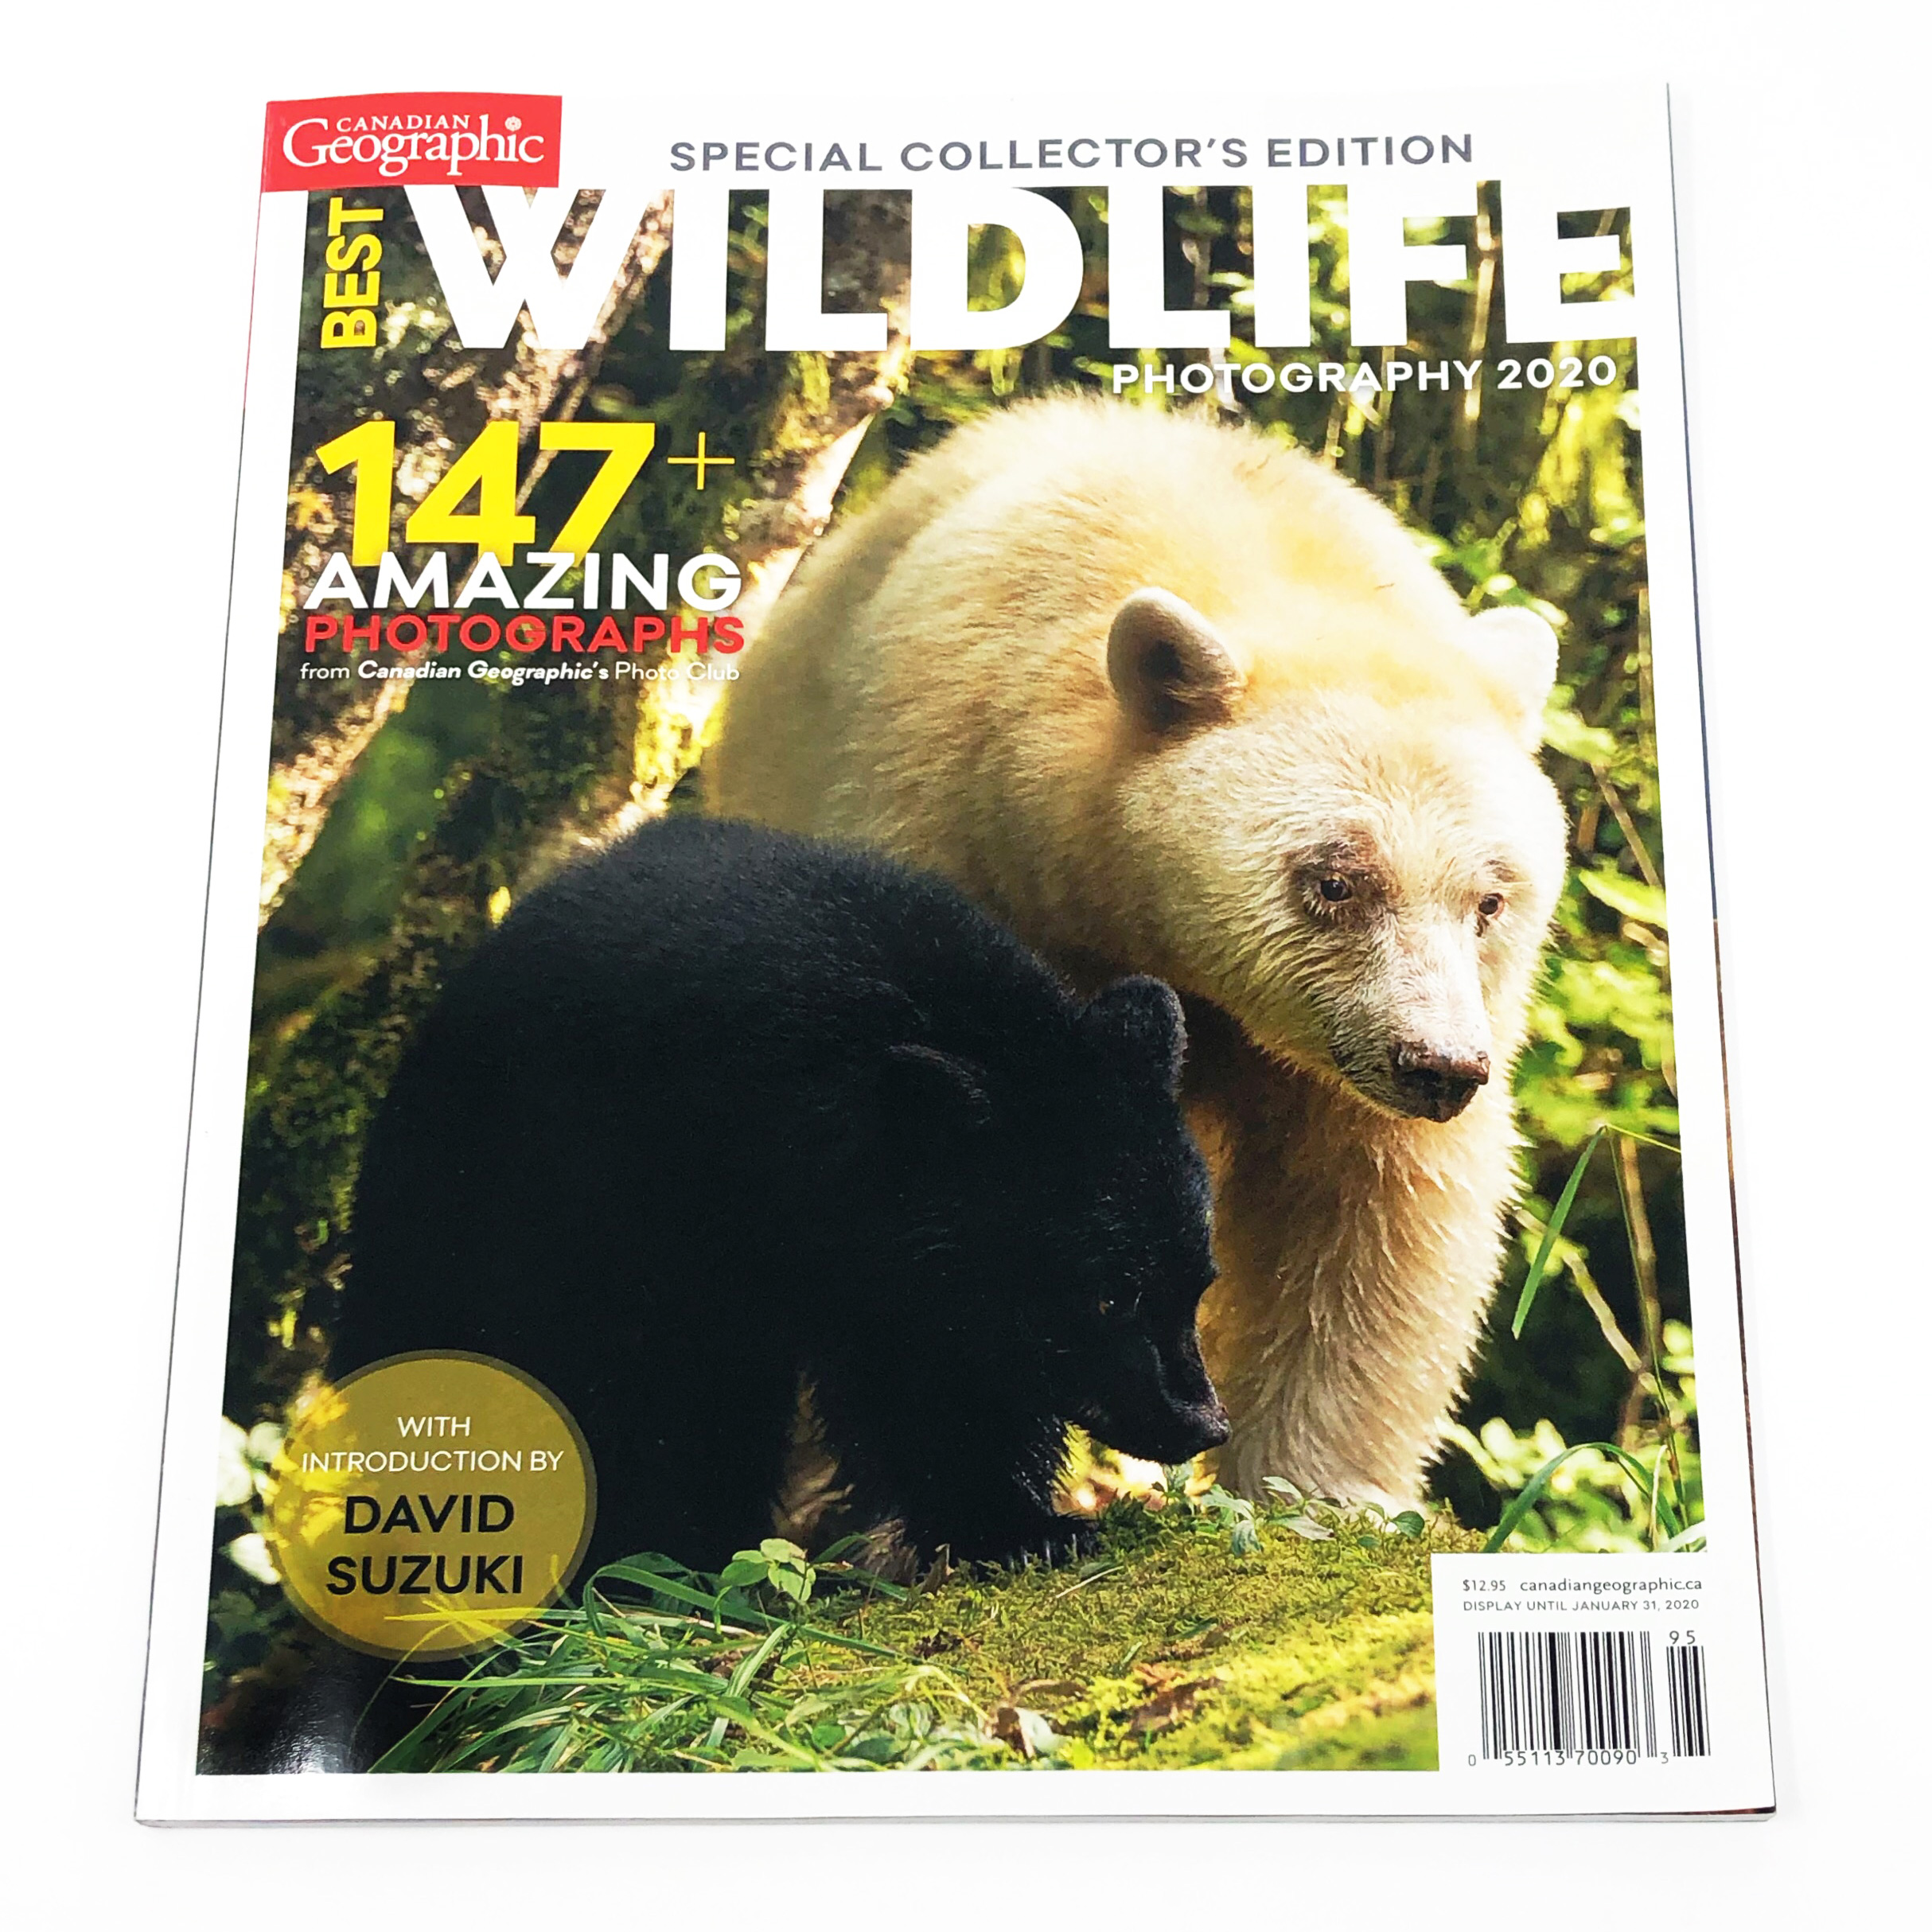 CANADIAN
Geographic
SPECIAL COLLECTOR'S EDITION
BEST
WILDLIFE
PHOTOGRAPHY 2020
147+
AMAZING
PHOTOGRAPHS
from Canadian Geographic's Photo Club
WITH
INTRODUCTION BY
DAVID
SUZUKI
$12.95 canadiangeographic.ca
DISPLAY UNTIL JANUARY 31, 2020
95
0 55113 70090 3